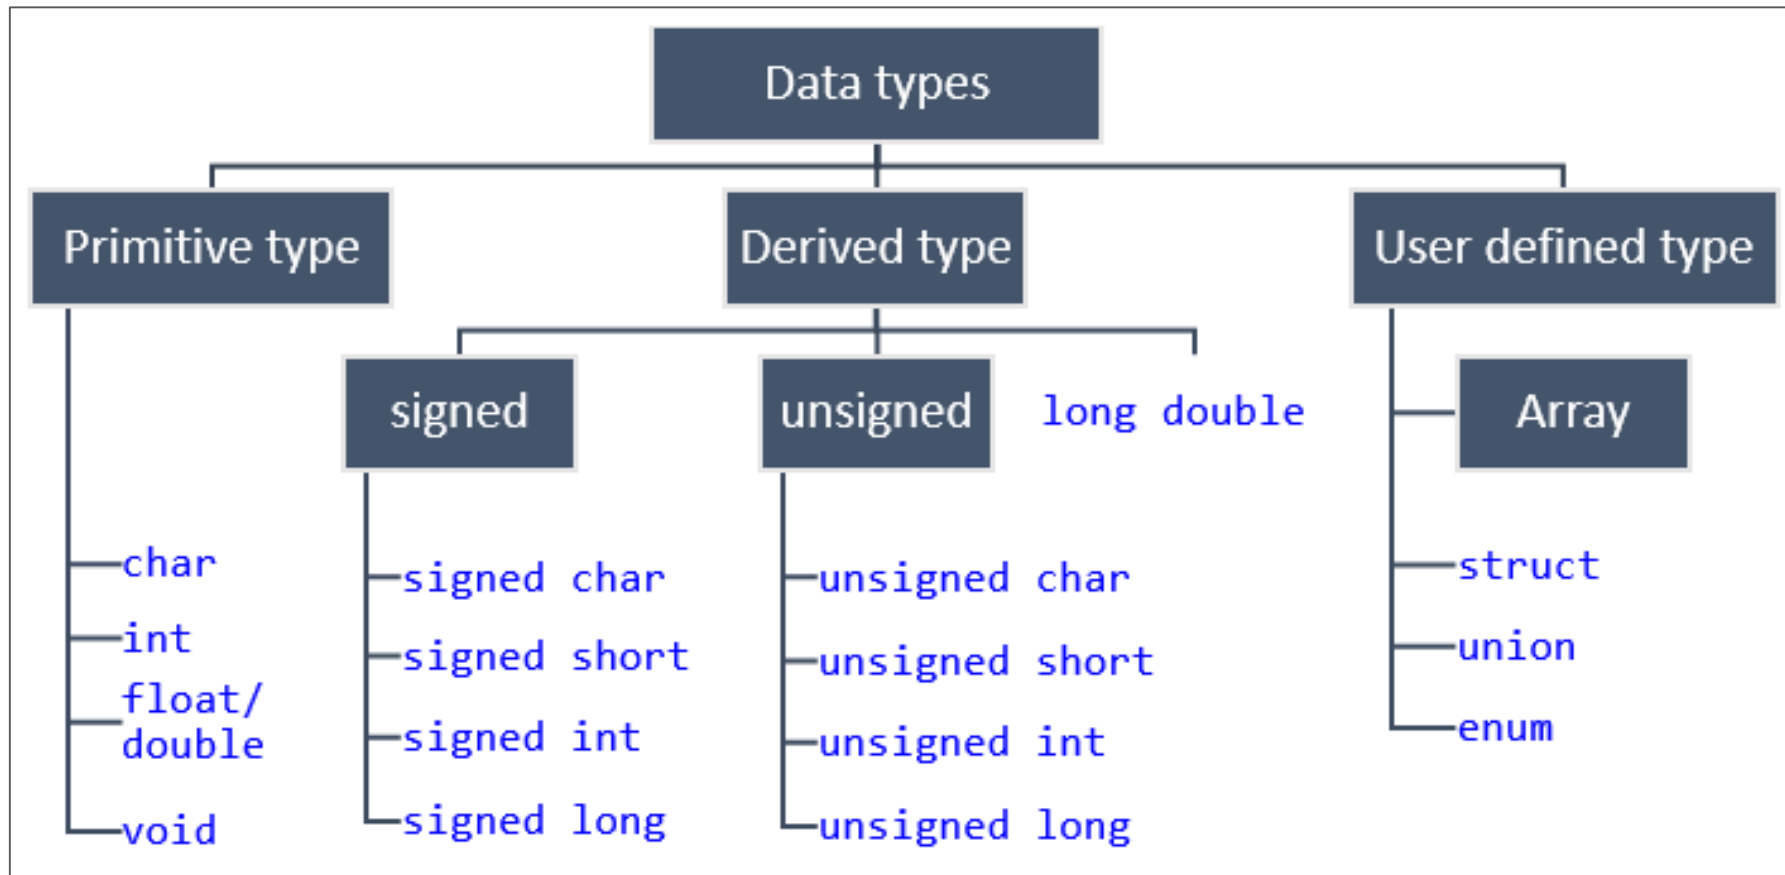 Data types
Primitive type
Derived type
User defined type
signed
unsigned
long double
Array
char
int
float/
double
void
signed char
signed short
signed int
signed long
unsigned char
unsigned short
unsigned int
unsigned long
struct
union
enum